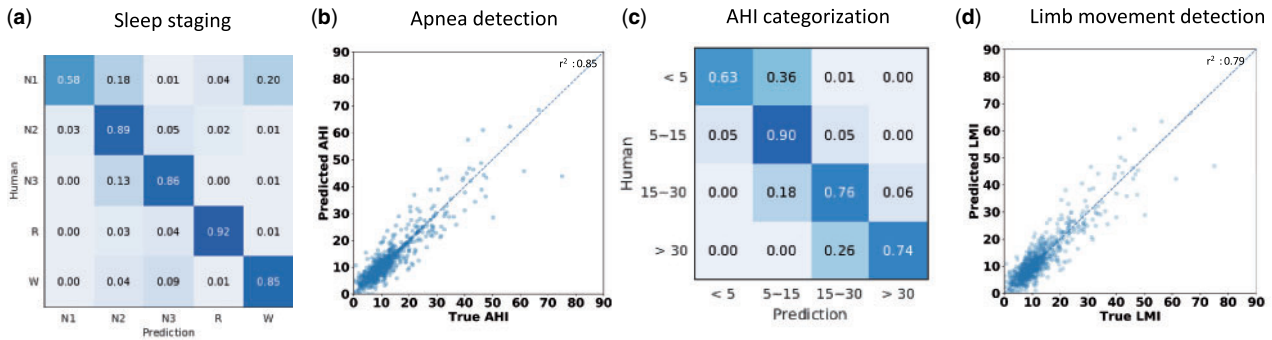 (a) Sleep staging
N1 0.58 0.18 0.01 0.04 0.20
N2 0.03 0.89 0.05 0.02 0.01
N3 0.00 0.13 0.86 0.00 0.01
R 0.00 0.03 0.04 0.92 0.01
W 0.00 0.04 0.09 0.01 0.85
Human
N1 N2 N3 R W
Prediction
(b) Apnea detection
r² :0.85
90
80
70
60
50
40
30
20
10
0
Predicted AHI
0 10 20 30 40 50 60 70 80 90
True AHI
(c) AHI categorization
< 5 0.63 0.36 0.01 0.00
5−15 0.05 0.90 0.05 0.00
15−30 0.00 0.18 0.76 0.06
> 30 0.00 0.00 0.26 0.74
Human
< 5 5−15 15−30 > 30
Prediction
(d) Limb movement detection
r² :0.79
90
80
70
60
50
40
30
20
10
0
Predicted LMI
0 10 20 30 40 50 60 70 80 90
True LMI